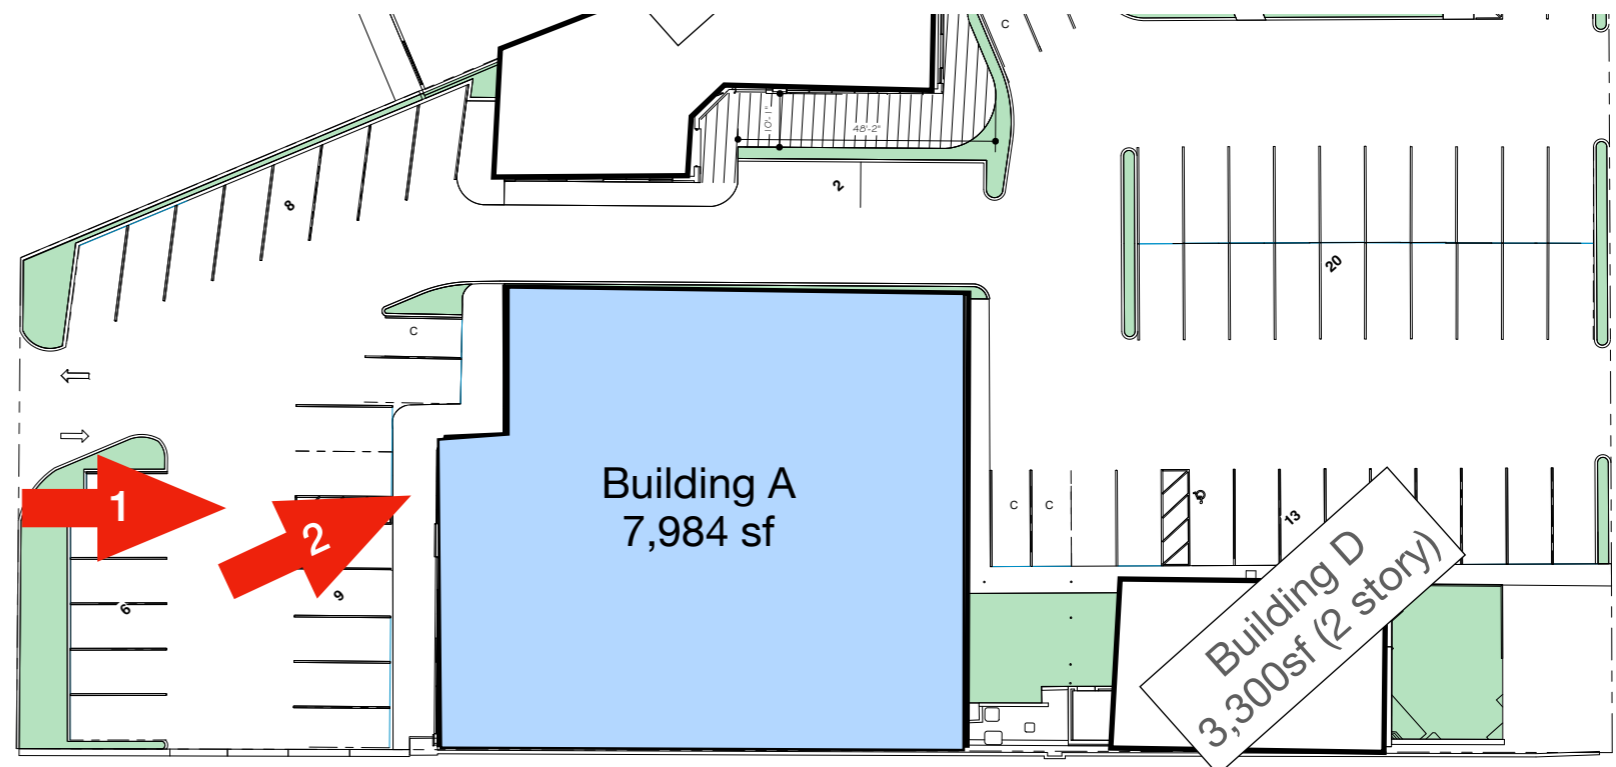 C
10'-1"
48'-2"
8
2
20
C
Building A
7,984 sf
1
2
C
C
13
6
9
Building D
3,300sf (2 story)